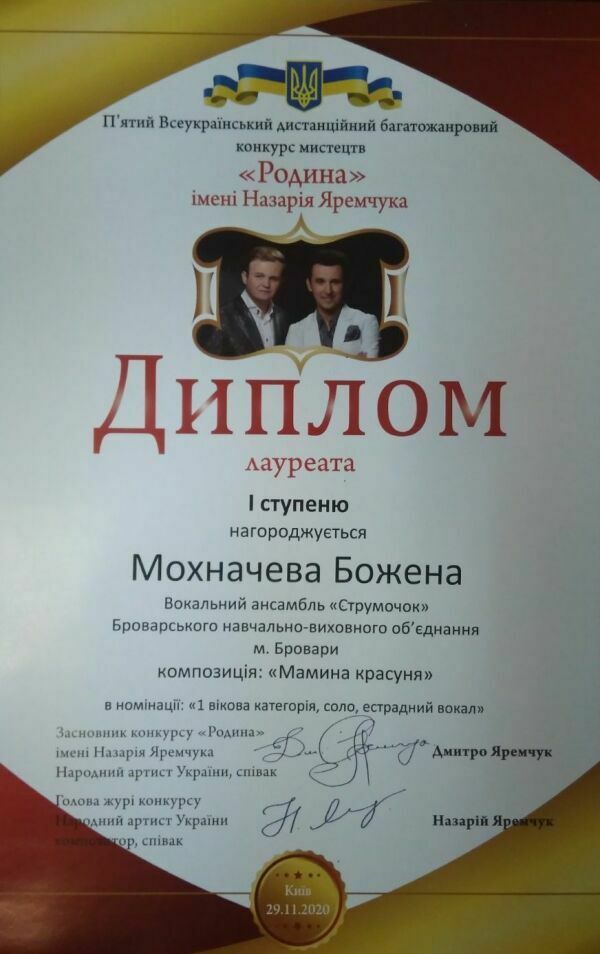 П'ятий Всеукраїнський дистанційний багатожанровий
конкурс мистецтв
«Родина»
імені Назарія Яремчука
Диплом
лауреата
І ступеню
нагороджується
Мохначева Божена
Вокальний ансамбль «Струмочок»
Броварського навчально-виховного об'єднання
м. Бровари
композиція: «Мамина красуня»
в номінації: «1 вікова категорія, соло, естрадний вокал»
Засновник конкурсу «Родина»
імені Назарія Яремчука
Народний артист України, співак
Дмитро Яремчук
Голова журі конкурсу
Народний артист України
композитор, співак
Назарій Яремчук
Київ
29.11.2020